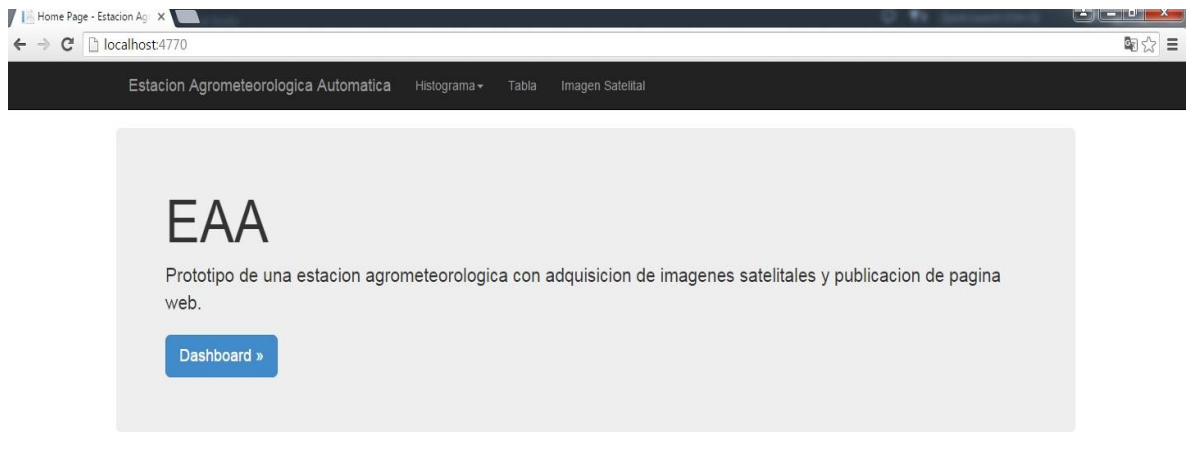 Home Page - Estacion Ag
localhost:4770
Estacion Agrometeorologica Automatica Histograma Tabla Imagen Satelital
EAA
Prototipo de una estacion agrometeorologica con adquisicion de imagenes satelitales y publicacion de pagina
web.
Dashboard »